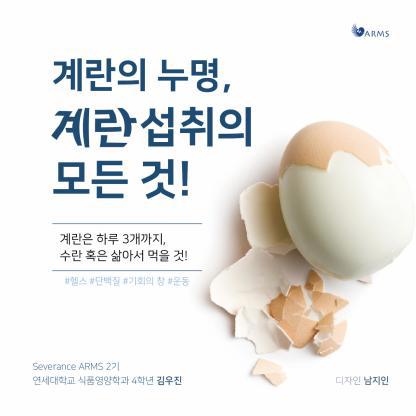 ARMS
계란의 누명,
계란 섭취의
모든 것!
계란은 하루 3개까지,
수란 혹은 삶아서 먹을 것!
#헬스 #단백질 #기회의 창 #운동
Severance ARMS 2기
연세대학교 식품영양학과 4학년 김우진
디자인 남지인